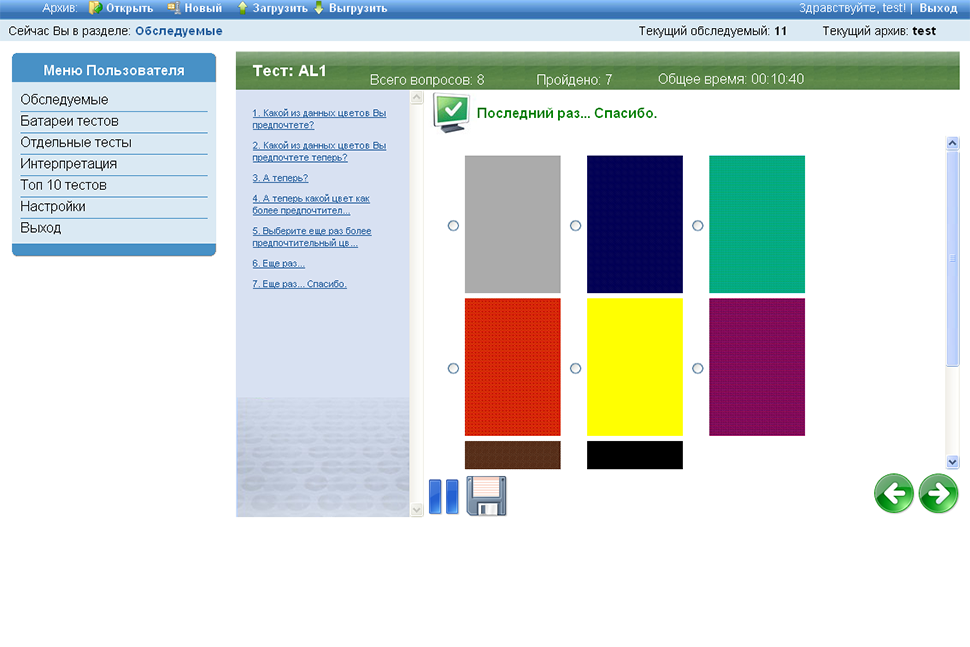 Архив: Открыть Новый Загрузить Выгрузить Здравствуйте, test! | Выход
Сейчас Вы в разделе: Обследуемые Текущий обследуемый: 11 Текущий архив: test
Меню Пользователя
Обследуемые
Батареи тестов
Отдельные тесты
Интерпретация
Топ 10 тестов
Настройки
Выход
Тест: AL1 Всего вопросов: 8 Пройдено: 7 Общее время: 00:10:40
1. Какой из данных цветов Вы
предпочтете?
2. Какой из данных цветов Вы
предпочтете теперь?
3. А теперь?
4. А теперь какой цвет как
более предпочтител...
5. Выберите еще раз более
предпочтительный цв...
6. Еще раз...
7. Еще раз... Спасибо.
Последний раз... Спасибо.